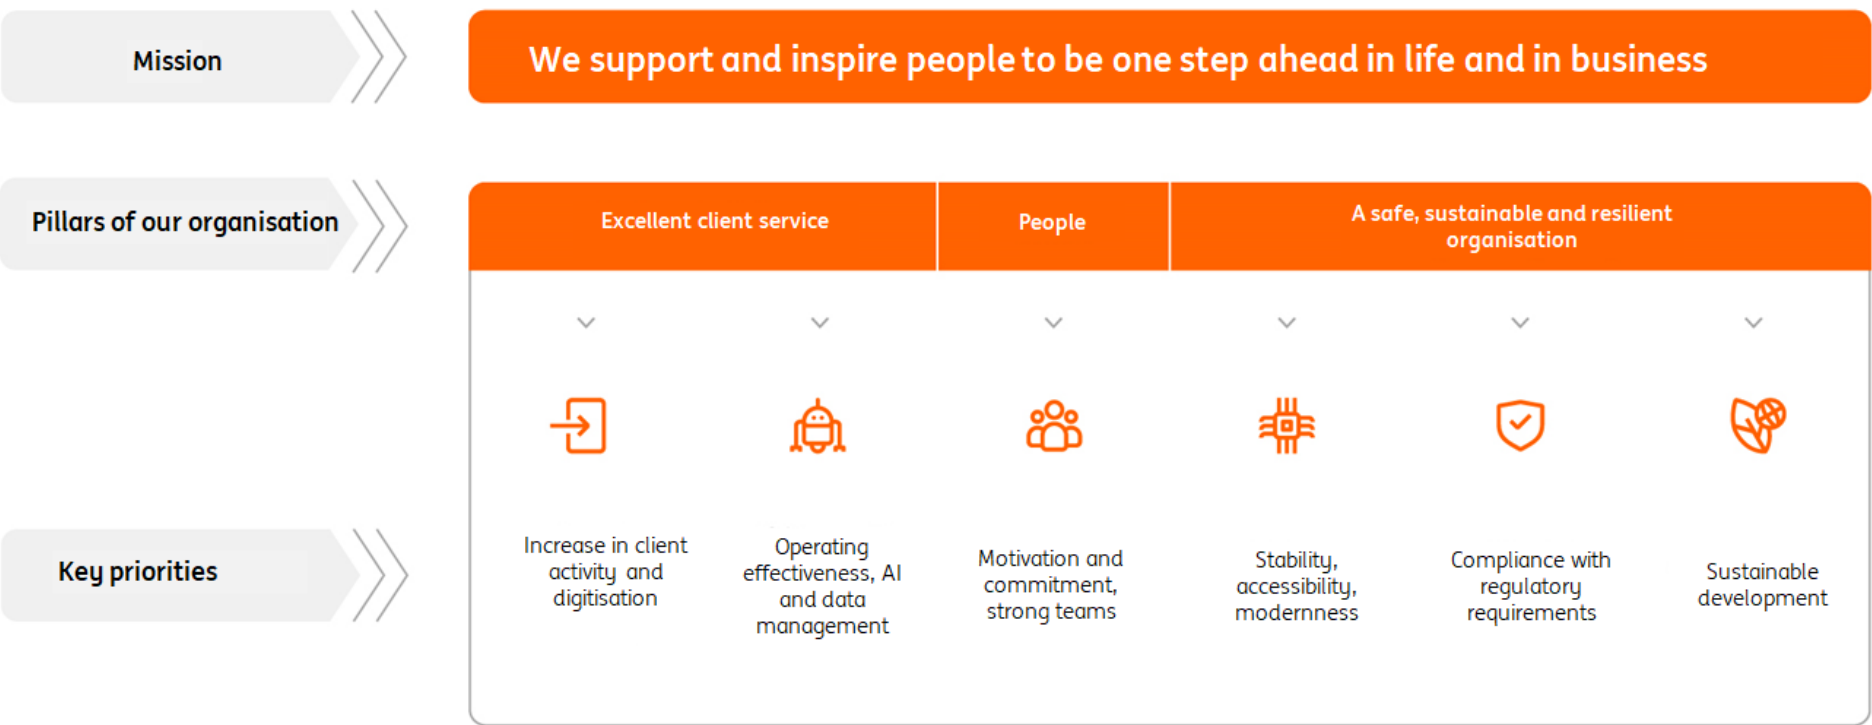 Mission
We support and inspire people to be one step ahead in life and in business
Pillars of our organisation
Excellent client service
People
A safe, sustainable and resilient
organisation
Key priorities
Increase in client
activity and
digitisation
Operating
effectiveness, AI
and data
management
Motivation and
commitment,
strong teams
Stability,
accessibility,
modernness
Compliance with
regulatory
requirements
Sustainable
development